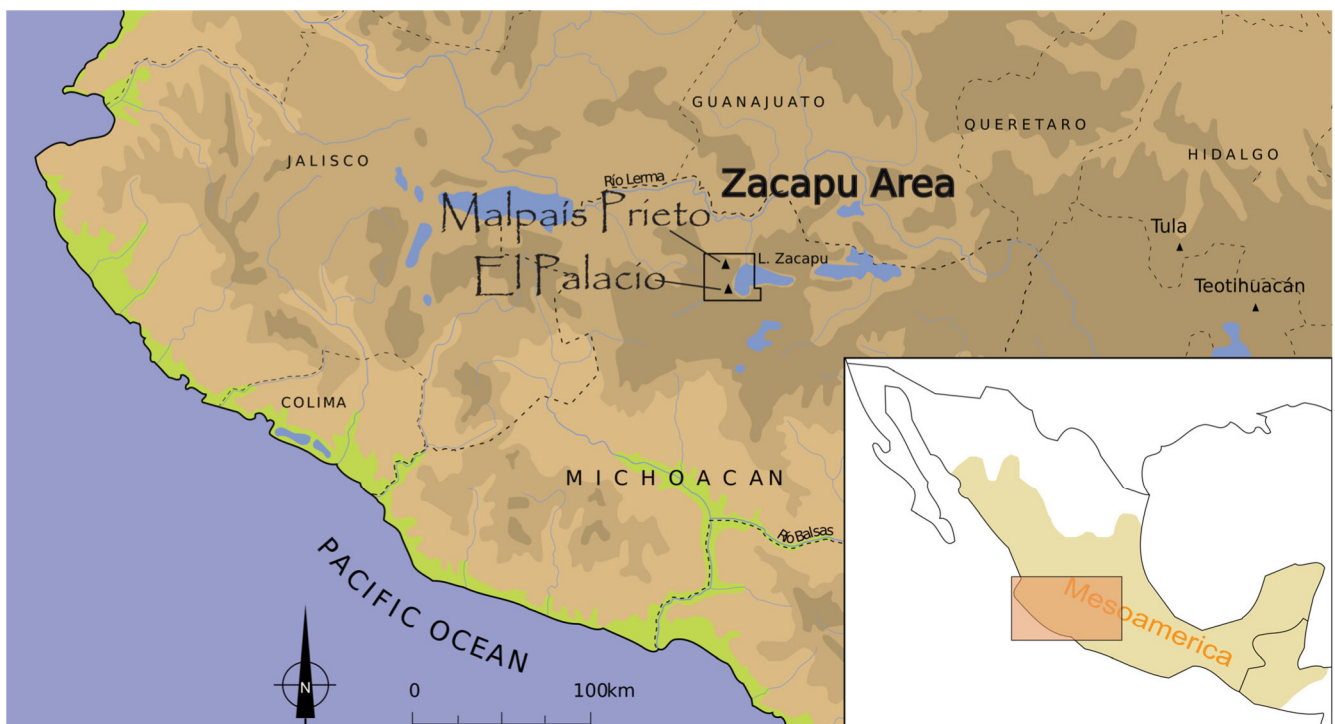 GUANAJUATO
QUERETARO
JALISCO
HIDALGO
Río Lerma
Zacapu Area
Malpaís Prieto
Tula
L. Zacapu
El Palacio
Teotihuacán
COLIMA
MICHOACAN
Río Balsas
PACIFIC OCEAN
Mesoamerica
N
0 100km